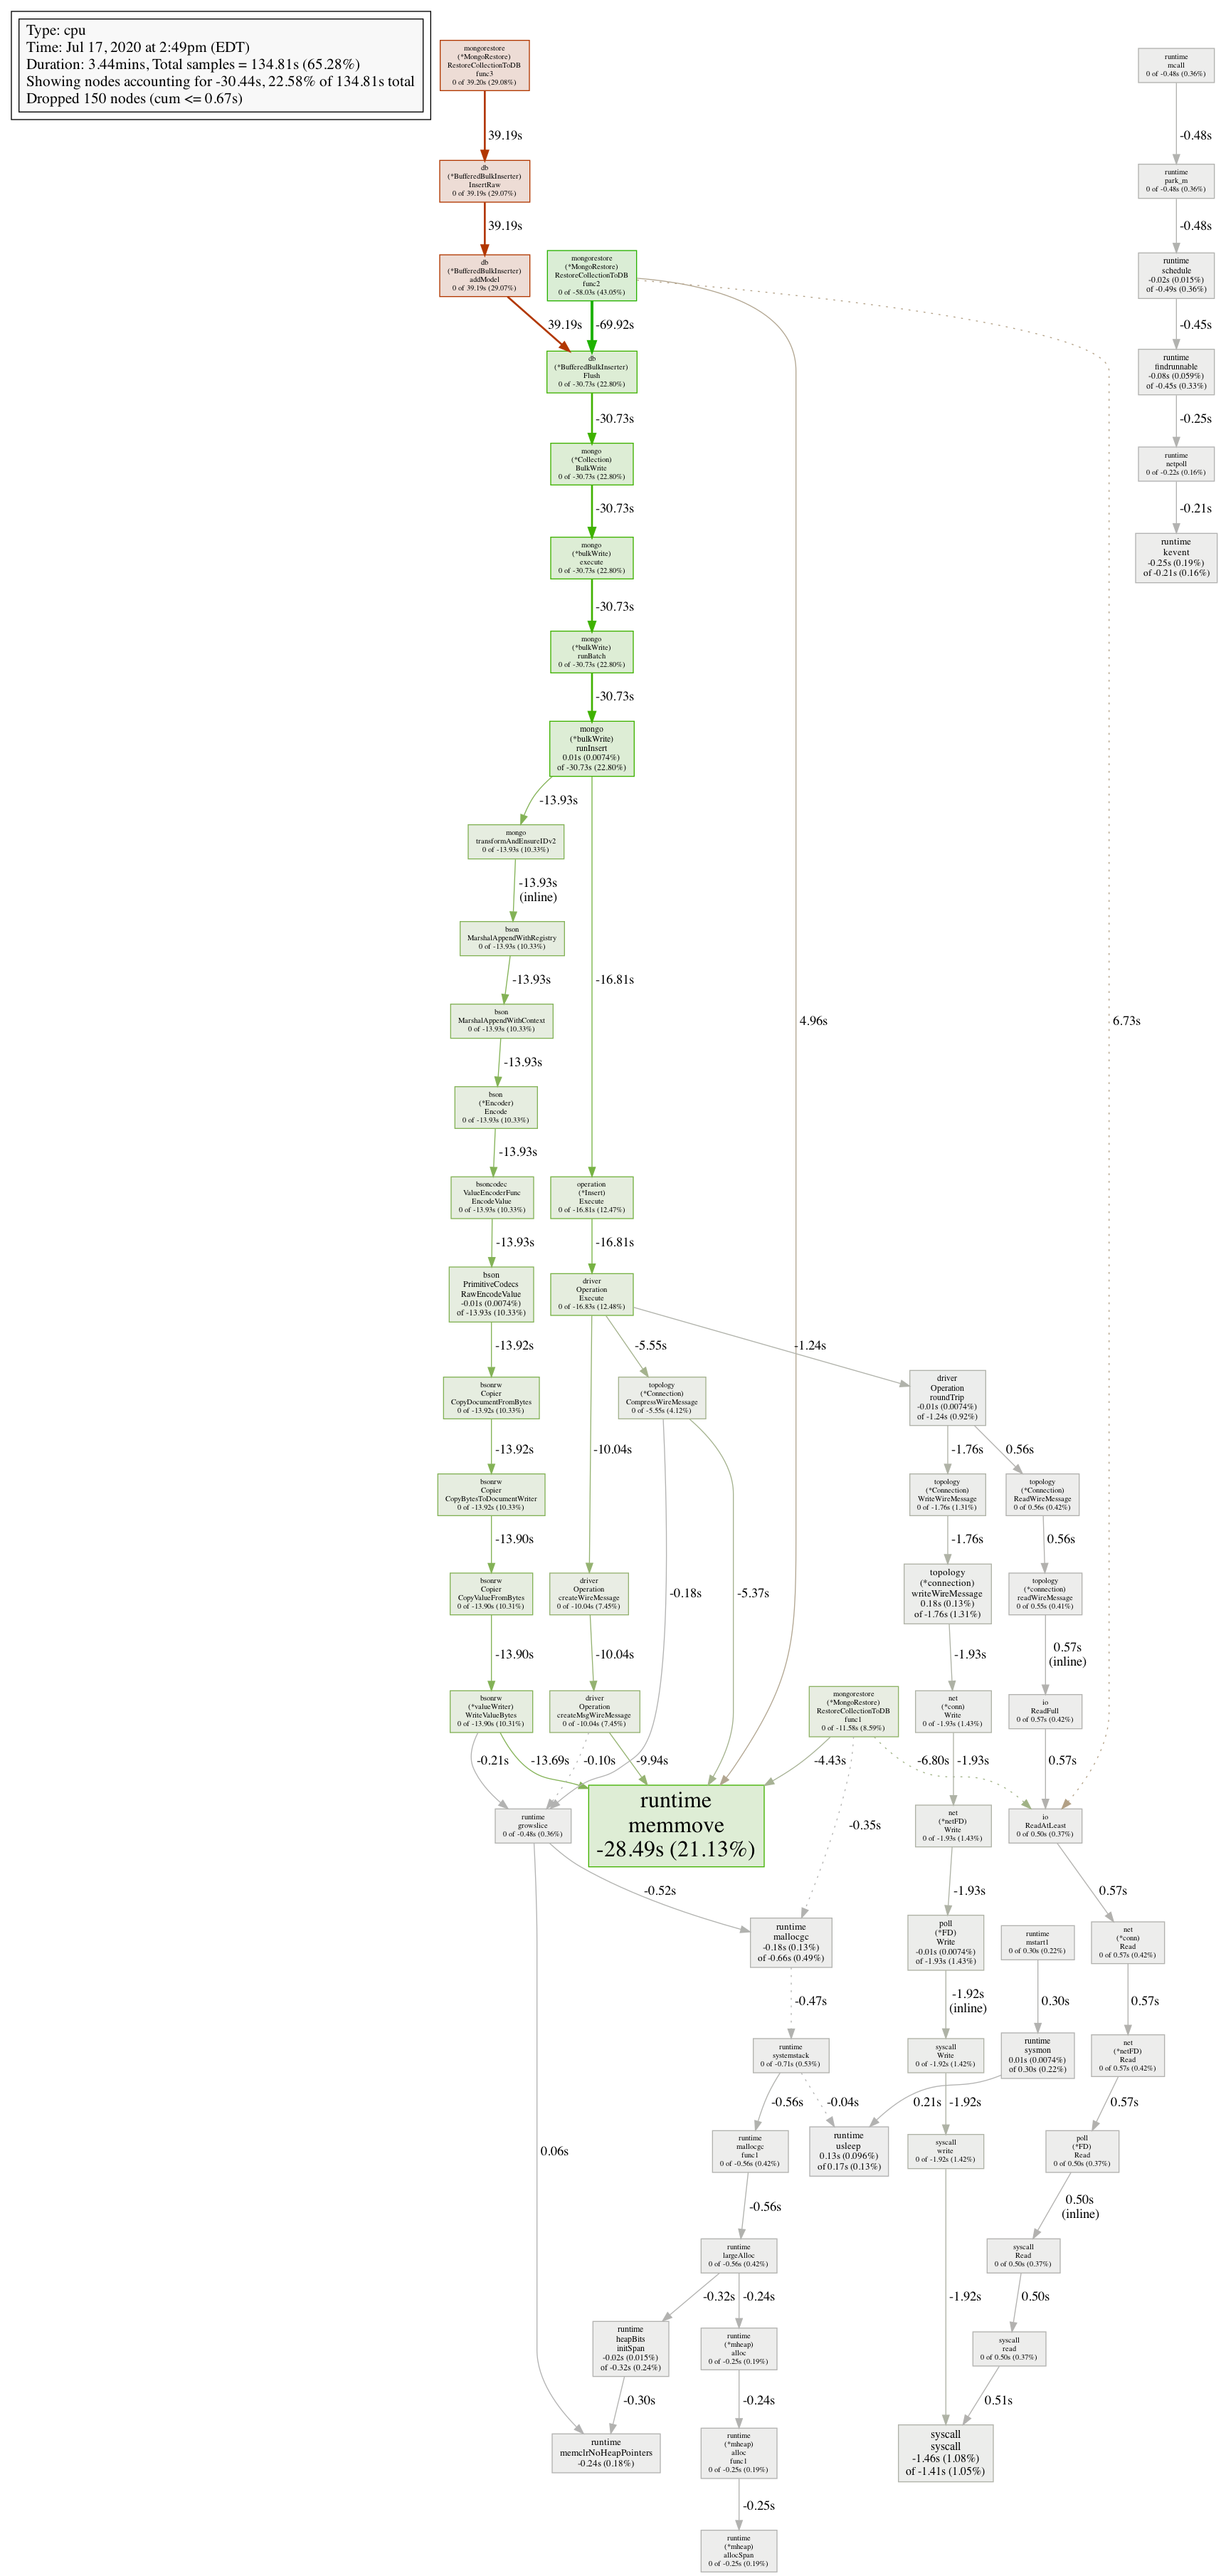 Type: cpu
Time: Jul 17, 2020 at 2:49pm (EDT)
Duration: 3.44mins, Total samples = 134.81s (65.28%)
Showing nodes accounting for -30.44s, 22.58% of 134.81s total
Dropped 150 nodes (cum <= 0.67s)
mongorestore
(*MongoRestore)
RestoreCollectionToDB
func3
0 of 39.20s (29.08%)
39.19s
db
(*BufferedBulkInserter)
InsertRaw
0 of 39.19s (29.07%)
39.19s
db
(*BufferedBulkInserter)
addModel
0 of 39.19s (29.07%)
39.19s
mongorestore
(*MongoRestore)
RestoreCollectionToDB
func2
0 of -58.03s (43.05%)
-69.92s
4.96s
6.73s
db
(*BufferedBulkInserter)
Flush
0 of -30.73s (22.80%)
-30.73s
mongo
(*Collection)
BulkWrite
0 of -30.73s (22.80%)
-30.73s
mongo
(*bulkWrite)
execute
0 of -30.73s (22.80%)
-30.73s
mongo
(*bulkWrite)
runBatch
0 of -30.73s (22.80%)
-30.73s
mongo
(*bulkWrite)
runInsert
0.01s (0.0074%)
of -30.73s (22.80%)
-13.93s
-16.81s
mongo
transformAndEnsureIDv2
0 of -13.93s (10.33%)
-13.93s
(inline)
bson
MarshalAppendWithRegistry
0 of -13.93s (10.33%)
-13.93s
bson
MarshalAppendWithContext
0 of -13.93s (10.33%)
-13.93s
bson
(*Encoder)
Encode
0 of -13.93s (10.33%)
-13.93s
bsoncodec
ValueEncoderFunc
EncodeValue
0 of -13.93s (10.33%)
-13.93s
bson
PrimitiveCodecs
RawEncodeValue
-0.01s (0.0074%)
of -13.93s (10.33%)
-13.92s
bsonrw
Copier
CopyDocumentFromBytes
0 of -13.92s (10.33%)
-13.92s
bsonrw
Copier
CopyBytesToDocumentWriter
0 of -13.92s (10.33%)
-13.90s
bsonrw
Copier
CopyValueFromBytes
0 of -13.90s (10.31%)
-13.90s
bsonrw
(*valueWriter)
WriteValueBytes
0 of -13.90s (10.31%)
-0.21s
-13.69s
operation
(*Insert)
Execute
0 of -16.81s (12.47%)
-16.81s
driver
Operation
Execute
0 of -16.83s (12.48%)
-10.04s
-5.55s
-1.24s
topology
(*Connection)
CompressWireMessage
0 of -5.55s (4.12%)
-0.18s
-5.37s
driver
Operation
createWireMessage
0 of -10.04s (7.45%)
-10.04s
driver
Operation
createMsgWireMessage
0 of -10.04s (7.45%)
-0.10s
-9.94s
mongorestore
(*MongoRestore)
RestoreCollectionToDB
func1
0 of -11.58s (8.59%)
-4.43s
-0.35s
-6.80s
runtime
memmove
-28.49s (21.13%)
runtime
growslice
0 of -0.48s (0.36%)
-0.52s
0.06s
runtime
mallocgc
-0.18s (0.13%)
of -0.66s (0.49%)
-0.47s
runtime
systemstack
0 of -0.71s (0.53%)
-0.56s
-0.04s
runtime
mallocgc
func1
0 of -0.56s (0.42%)
-0.56s
runtime
largeAlloc
0 of -0.56s (0.42%)
-0.32s
-0.24s
runtime
heapBits
initSpan
-0.02s (0.015%)
of -0.32s (0.24%)
-0.30s
runtime
memclrNoHeapPointers
-0.24s (0.18%)
runtime
(*mheap)
alloc
0 of -0.25s (0.19%)
-0.24s
runtime
(*mheap)
alloc
func1
0 of -0.25s (0.19%)
-0.25s
runtime
(*mheap)
allocSpan
0 of -0.25s (0.19%)
driver
Operation
roundTrip
-0.01s (0.0074%)
of -1.24s (0.92%)
-1.76s
0.56s
topology
(*Connection)
WriteWireMessage
0 of -1.76s (1.31%)
-1.76s
topology
(*connection)
writeWireMessage
0.18s (0.13%)
of -1.76s (1.31%)
-1.93s
net
(*conn)
Write
0 of -1.93s (1.43%)
-1.93s
net
(*netFD)
Write
0 of -1.93s (1.43%)
-1.93s
poll
(*FD)
Write
-0.01s (0.0074%)
of -1.93s (1.43%)
-1.92s
(inline)
syscall
Write
0 of -1.92s (1.42%)
-1.92s
syscall
write
0 of -1.92s (1.42%)
-1.92s
syscall
syscall
-1.46s (1.08%)
of -1.41s (1.05%)
topology
(*Connection)
ReadWireMessage
0 of 0.56s (0.42%)
0.56s
topology
(*connection)
readWireMessage
0 of 0.55s (0.41%)
0.57s
(inline)
io
ReadFull
0 of 0.57s (0.42%)
0.57s
io
ReadAtLeast
0 of 0.50s (0.37%)
0.57s
net
(*conn)
Read
0 of 0.57s (0.42%)
0.57s
net
(*netFD)
Read
0 of 0.57s (0.42%)
0.57s
poll
(*FD)
Read
0 of 0.50s (0.37%)
0.50s
(inline)
syscall
Read
0 of 0.50s (0.37%)
0.50s
syscall
read
0 of 0.50s (0.37%)
0.51s
runtime
mstart1
0 of 0.30s (0.22%)
0.30s
runtime
sysmon
0.01s (0.0074%)
of 0.30s (0.22%)
0.21s
runtime
usleep
0.13s (0.096%)
of 0.17s (0.13%)
runtime
mcall
0 of -0.48s (0.36%)
-0.48s
runtime
park_m
0 of -0.48s (0.36%)
-0.48s
runtime
schedule
-0.02s (0.015%)
of -0.49s (0.36%)
-0.45s
runtime
findrunnable
-0.08s (0.059%)
of -0.45s (0.33%)
-0.25s
runtime
netpoll
0 of -0.22s (0.16%)
-0.21s
runtime
kevent
-0.25s (0.19%)
of -0.21s (0.16%)